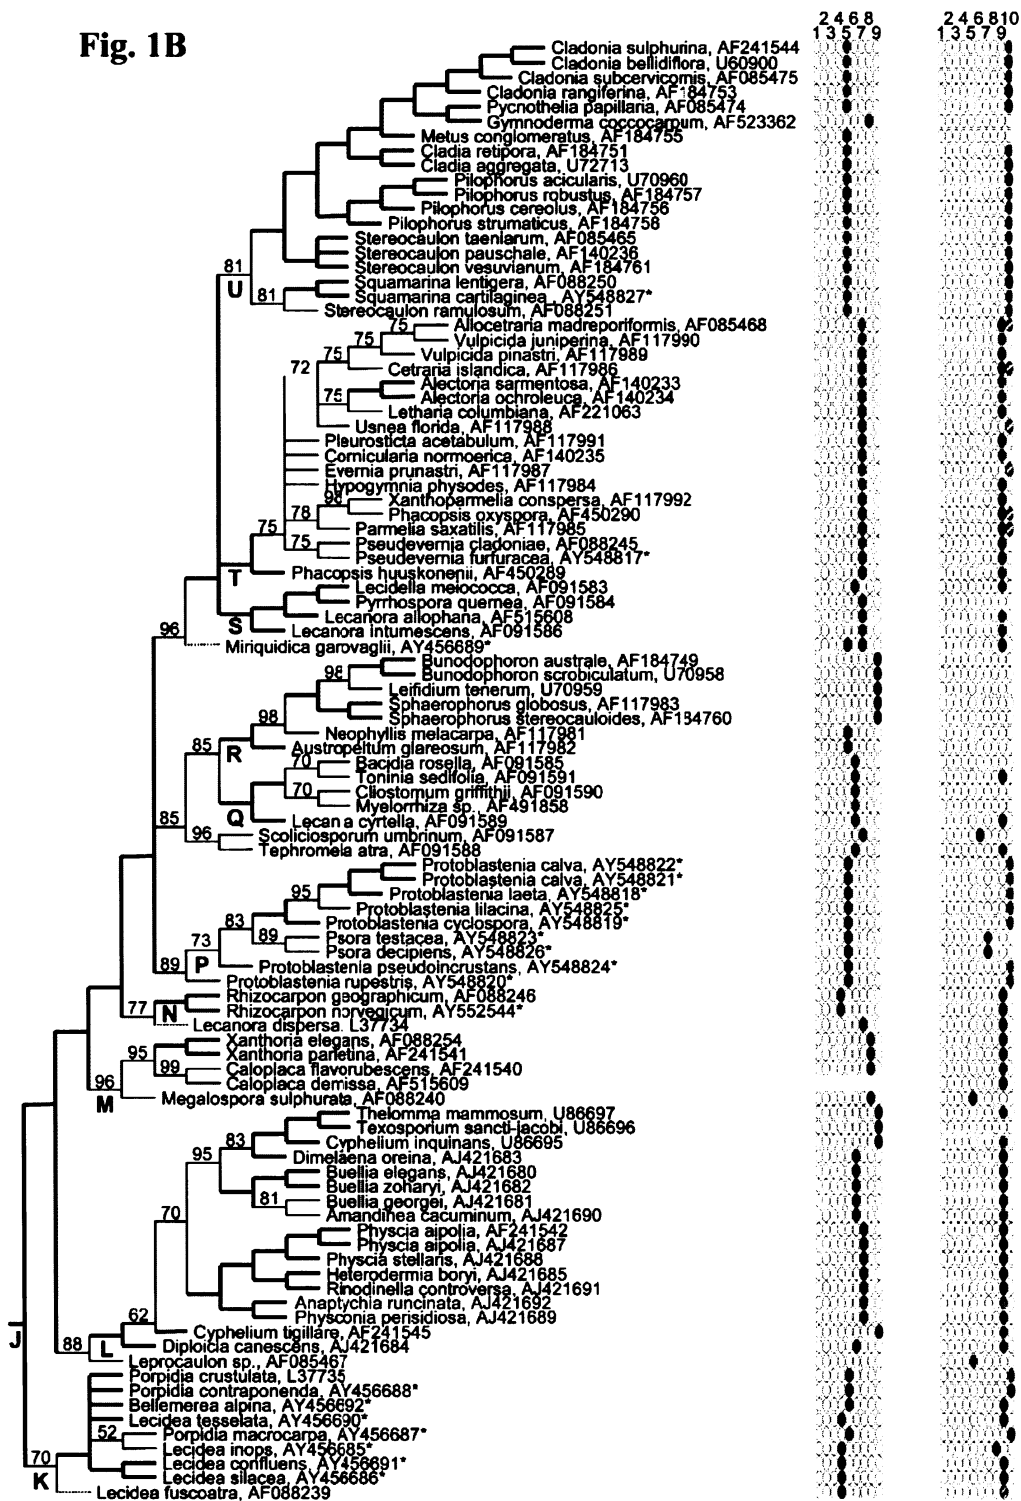 Fig. 1B
2 4 6 8
1 3 5 7 9
2 4 6 8 10
1 3 5 7 9
Cladonia sulphurina, AF241544
Cladonia bellidiflora, U60900
Cladonia subcervicornis, AF085475
Cladonia rangiferina, AF184753
Pycnothelia papillaria, AF085474
Gymnoderma coccocarpum, AF523362
Metus conglomeratus, AF184755
Cladia retipora, AF184751
Cladia aggregata, U72713
Pilophorus acicularis, U70960
Pilophorus robustus, AF184757
Pilophorus cereolus, AF184756
Pilophorus strumaticus, AF184758
Stereocaulon taeniarum, AF085465
Stereocaulon pauschale, AF140236
Stereocaulon vesuvianum, AF184761
81
U
Squamarina lentigera, AF088250
81
Squamarina cartilaginea, AY548827*
Stereocaulon ramulosum, AF088251
75
Allocetraria madreporiformis, AF085468
Vulpicida juniperina, AF117990
75
75
Vulpicida pinastri, AF117989
72
Cetraria islandica, AF117986
Alectoria sarmentosa, AF140233
75
Alectoria ochroleuca, AF140234
Letharia columbiana, AF221063
Usnea florida, AF117988
Pleurosticta acetabulum, AF117991
Cornicularia normoerica, AF140235
Evernia prunastri, AF117987
Hypogymnia physodes, AF117984
98
Xanthoparmelia conspersa, AF117992
78
Phacopsis oxyspora, AF450290
75
Parmelia saxatilis, AF117985
75
Pseudevernia cladoniae, AF088245
Pseudevernia furfuracea, AY548817*
T
Phacopsis huuskonenii, AF450289
Lecidella meiococca, AF091583
Pyrrhospora quernea, AF091584
Lecanora allophana, AF515608
S
96
Lecanora intumescens, AF091586
Miriquidica garovaglii, AY456689*
Bunodophoron australe, AF184749
98
Bunodophoron scrobiculatum, U70958
Leifidium tenerum, U70959
Sphaerophorus globosus, AF117983
98
Sphaerophorus stereocauloides, AF184760
Neophyllis melacarpa, AF117981
85
R
Austropeltum glareosum, AF117982
70
Bacidia rosella, AF091585
Toninia sedifolia, AF091591
70
Cliostomum griffithii, AF091590
Myelorrhiza sp., AF491858
Q
85
Lecania cyrtella, AF091589
96
Scoliciosporum umbrinum, AF091587
Tephromela atra, AF091588
Protoblastenia calva, AY548822*
Protoblastenia calva, AY548821*
95
Protoblastenia laeta, AY548818*
Protoblastenia lilacina, AY548825*
83
Protoblastenia cyclospora, AY548819*
89
Psora testacea, AY548823*
73
Psora decipiens, AY548826*
89
P
Protoblastenia pseudoincrustans, AY548824*
Protoblastenia rupestris, AY548820*
Rhizocarpon geographicum, AF088246
77
N
Rhizocarpon norvegicum, AY552544*
Lecanora dispersa, L37734
Xanthoria elegans, AF088254
95
Xanthoria parietina, AF241541
99
Caloplaca flavorubescens, AF241540
96
Caloplaca demissa, AF515609
M
Megalospora sulphurata, AF088240
Thelomma mammosum, U86697
Texosporium sancti-jacobi, U86696
83
Cyphelium inquinans, U86695
95
Dimelaena oreina, AJ421683
Buellia elegans, AJ421680
Buellia zoharyi, AJ421682
81
Buellia georgei, AJ421681
70
Amandinea cacuminum, AJ421690
Physcia aipolia, AF241542
Physcia aipolia, AJ421687
Physcia stellaris, AJ421688
Heterodermia boryi, AJ421685
Rinodinella controversa, AJ421691
Anaptychia runcinata, AJ421692
62
Physconia perisidiosa, AJ421689
J
Cyphelium tigillare, AF241545
88
L
Diploicia canescens, AJ421684
Leprocaulon sp., AF085467
Porpidia crustulata, L37735
Porpidia contraponenda, AY456688*
Bellemerea alpina, AY456692*
Lecidea tesselata, AY456690*
52
Porpidia macrocarpa, AY456687*
Lecidea inops, AY456685*
70
Lecidea confluens, AY456691*
K
Lecidea silacea, AY456686*
Lecidea fuscoatra, AF088239